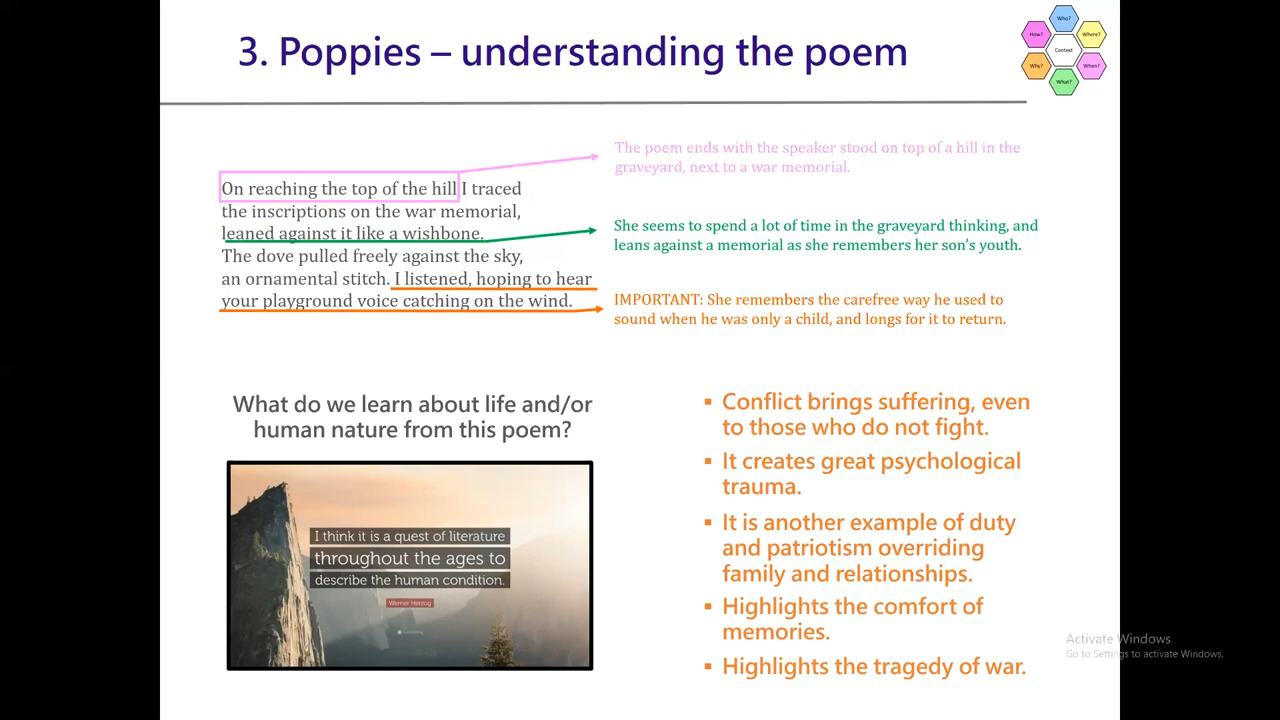 3. Poppies – understanding the poem
Who?
How?
Where?
Context
Why?
When?
What?
The poem ends with the speaker stood on top of a hill in the
graveyard, next to a war memorial.
On reaching the top of the hill I traced
the inscriptions on the war memorial,
leaned against it like a wishbone.
The dove pulled freely against the sky,
an ornamental stitch. I listened, hoping to hear
your playground voice catching on the wind.
She seems to spend a lot of time in the graveyard thinking, and
leans against a memorial as she remembers her son's youth.
IMPORTANT: She remembers the carefree way he used to
sound when he was only a child, and longs for it to return.
What do we learn about life and/or
human nature from this poem?
I think it is a quest of literature
throughout the ages to
describe the human condition.
Werner Herzog
▪ Conflict brings suffering, even
to those who do not fight.
▪ It creates great psychological
trauma.
▪ It is another example of duty
and patriotism overriding
family and relationships.
▪ Highlights the comfort of
memories.
▪ Highlights the tragedy of war.
Activate Windows
Go to Settings to activate Windows.